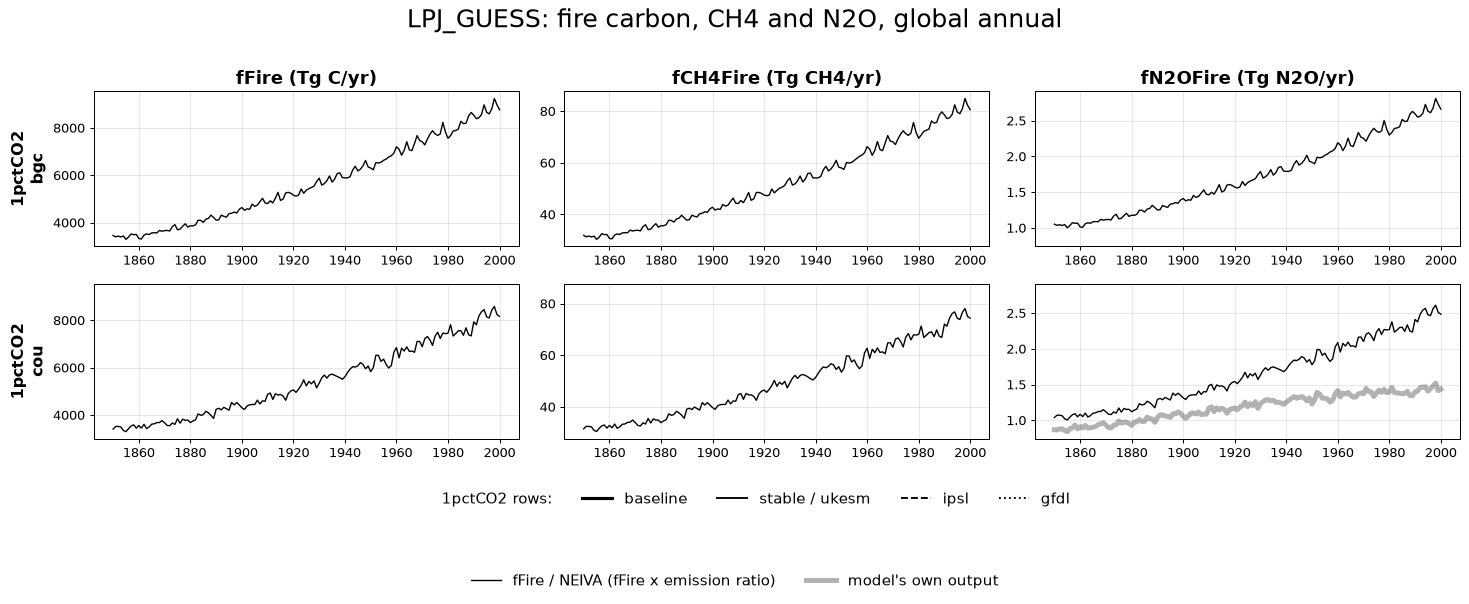 LPJ_GUESS: fire carbon, CH4 and N2O, global annual
fFire (Tg C/yr)
fCH4Fire (Tg CH4/yr)
fN2OFire (Tg N2O/yr)
1pctCO2
bgc
8000
6000
4000
1860 1880 1900 1920 1940 1960 1980 2000
80
60
40
1860 1880 1900 1920 1940 1960 1980 2000
2.5
2.0
1.5
1.0
1860 1880 1900 1920 1940 1960 1980 2000
1pctCO2
cou
8000
6000
4000
1860 1880 1900 1920 1940 1960 1980 2000
80
60
40
1860 1880 1900 1920 1940 1960 1980 2000
2.5
2.0
1.5
1.0
1860 1880 1900 1920 1940 1960 1980 2000
1pctCO2 rows: baseline stable / ukesm ipsl gfdl
fFire / NEIVA (fFire x emission ratio) model's own output